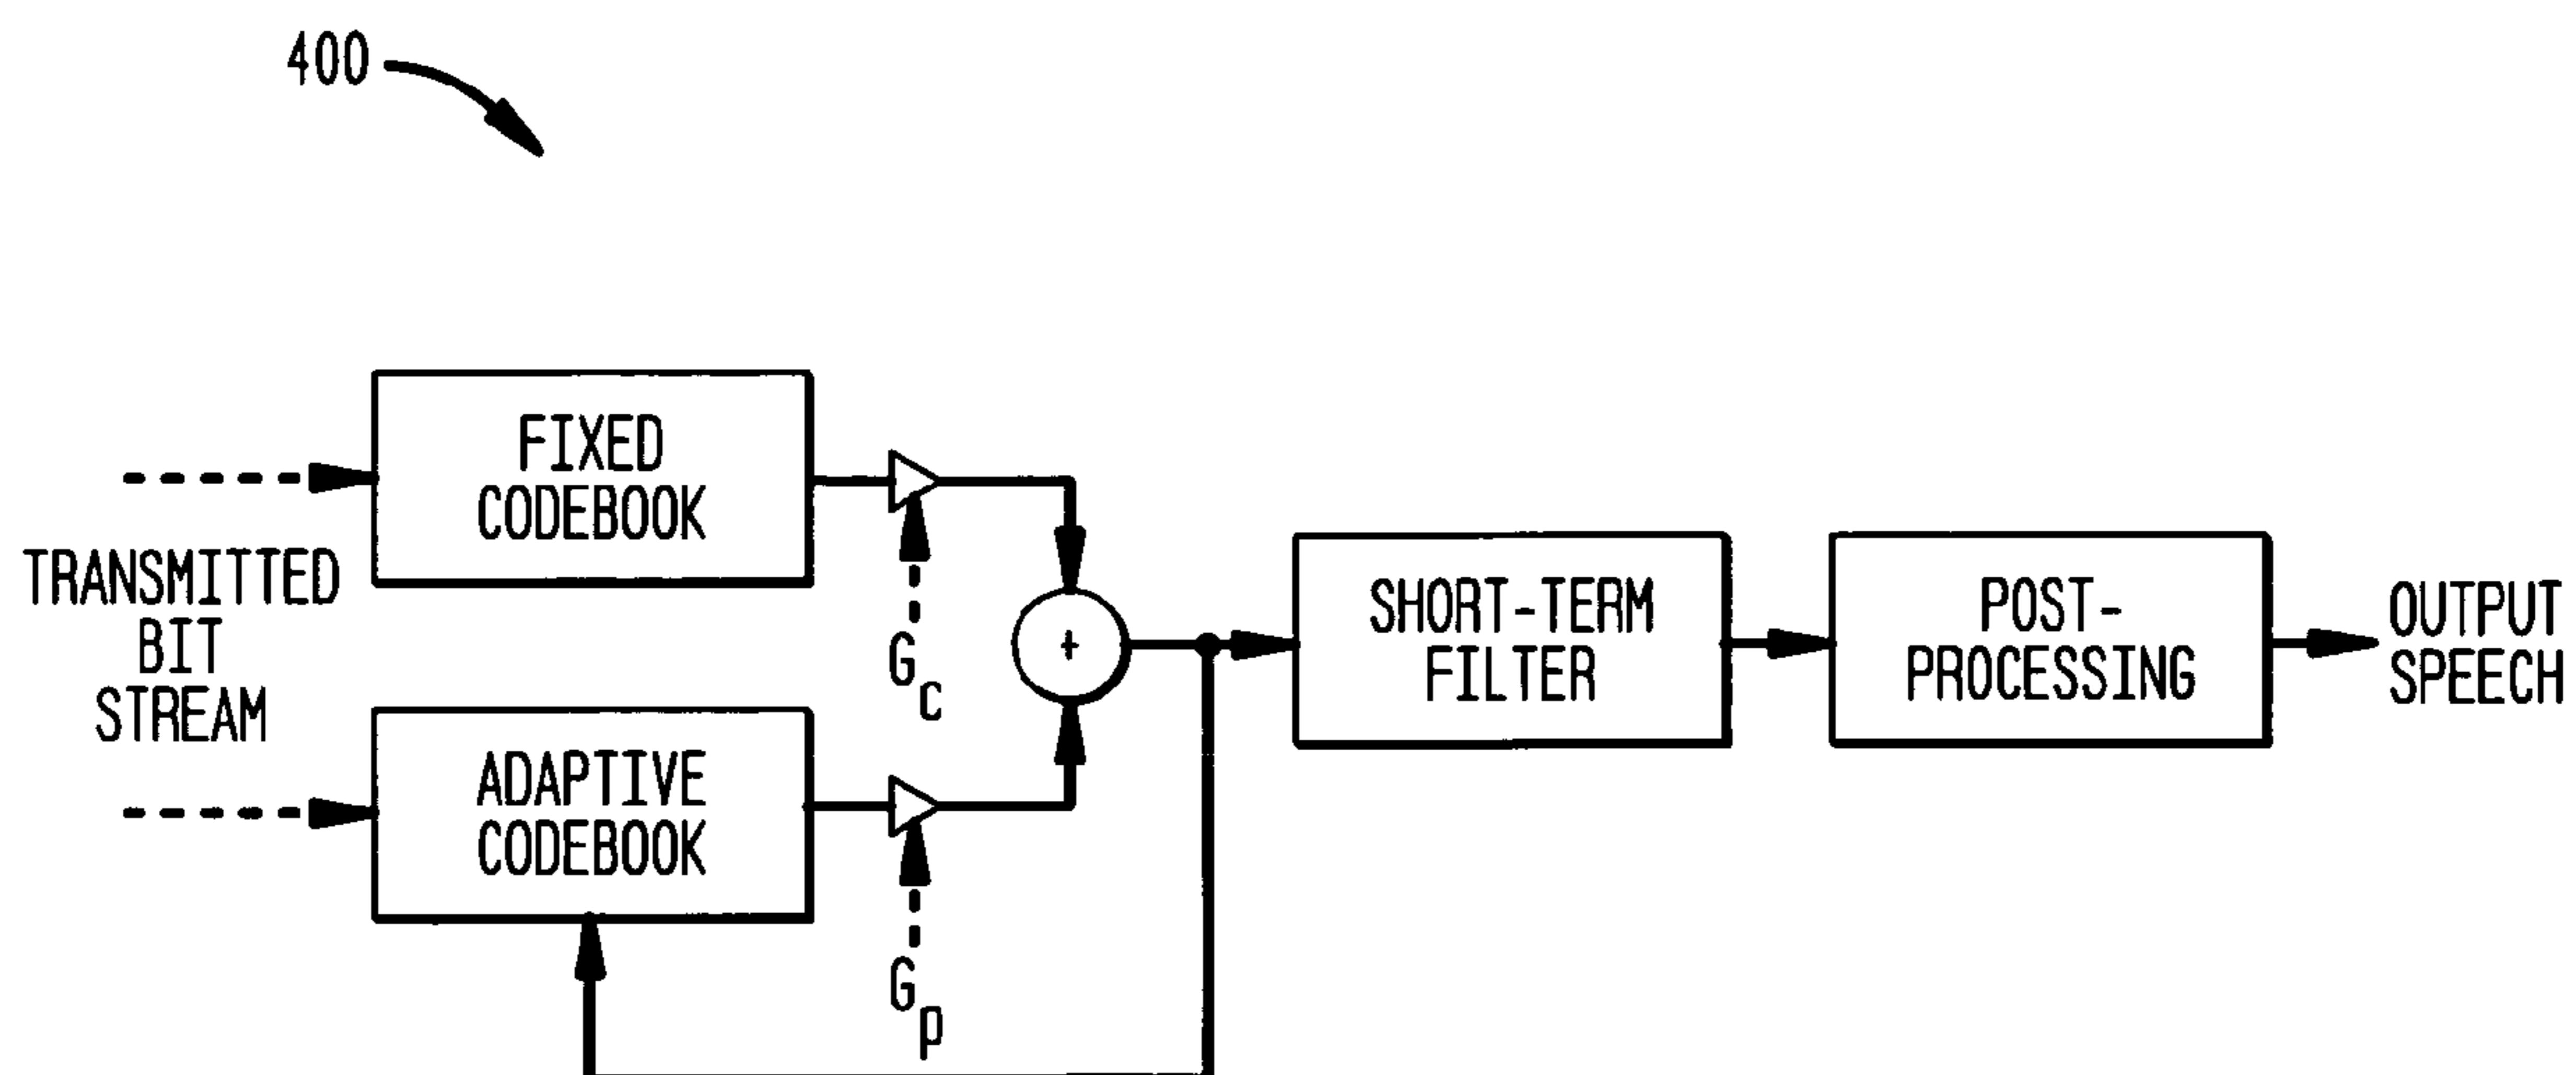 400
FIXED
CODEBOOK
TRANSMITTED
BIT
STREAM
G
c
+
SHORT-TERM
FILTER
POST-
PROCESSING
OUTPUT
SPEECH
ADAPTIVE
CODEBOOK
G
p